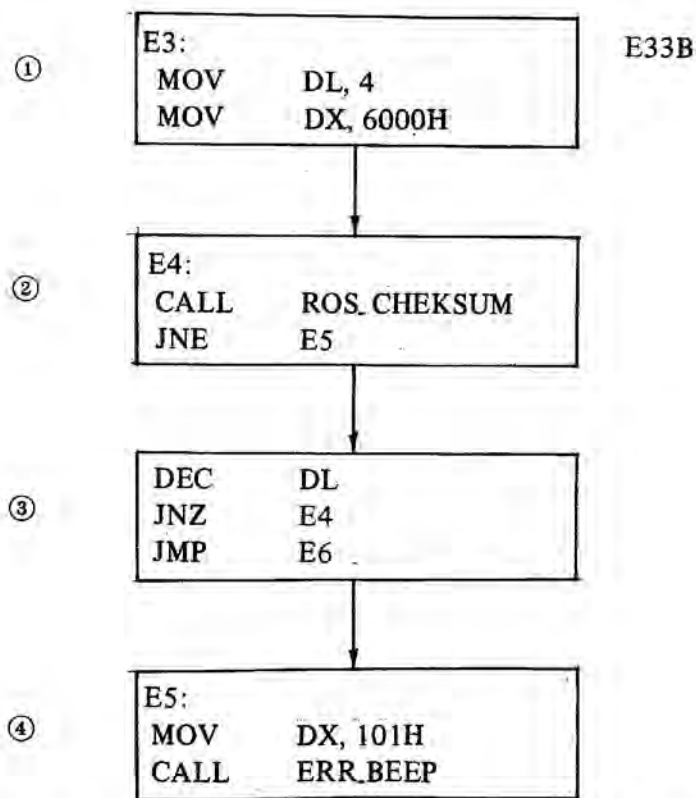 E3: E33B
① MOV DL, 4
MOV DX, 6000H
E4:
② CALL ROS_CHEKSUM
JNE E5
DEC DL
③ JNZ E4
JMP E6
E5:
④ MOV DX, 101H
CALL ERR_BEEP